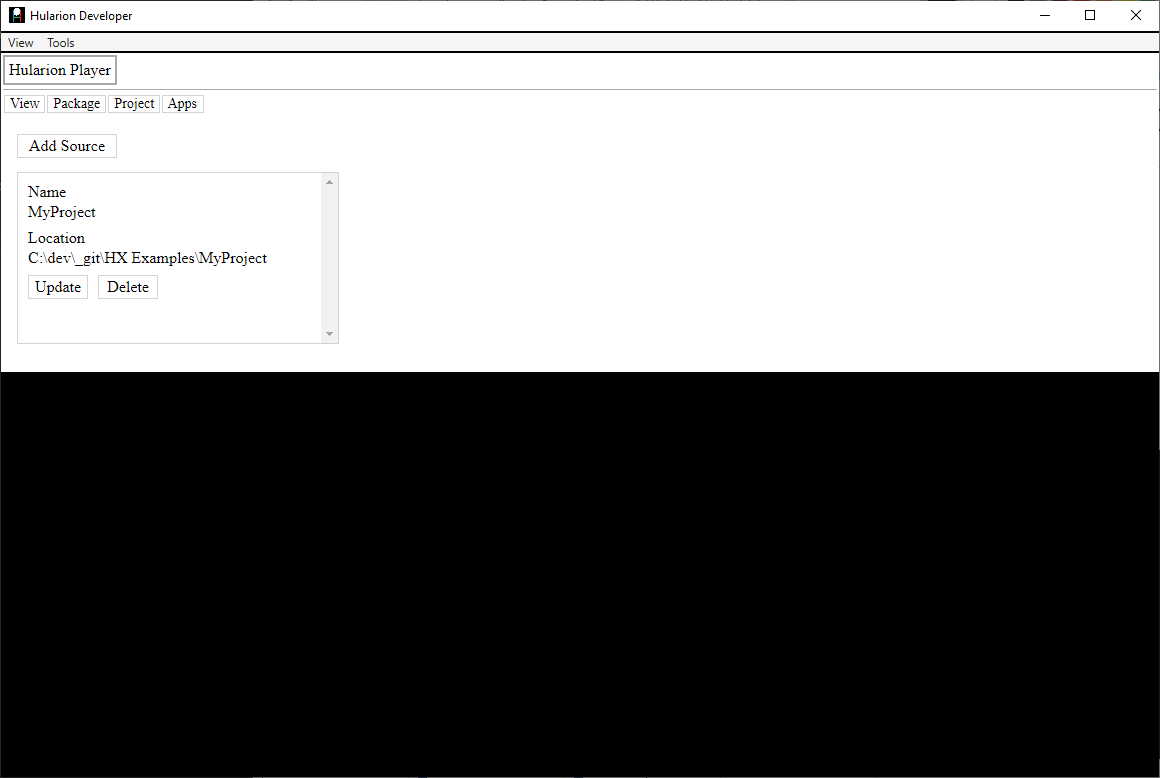 Hularion Developer
View Tools
Hularion Player
View Package Project Apps
Add Source
Name
MyProject
Location
C:\dev\_git\HX Examples\MyProject
Update Delete